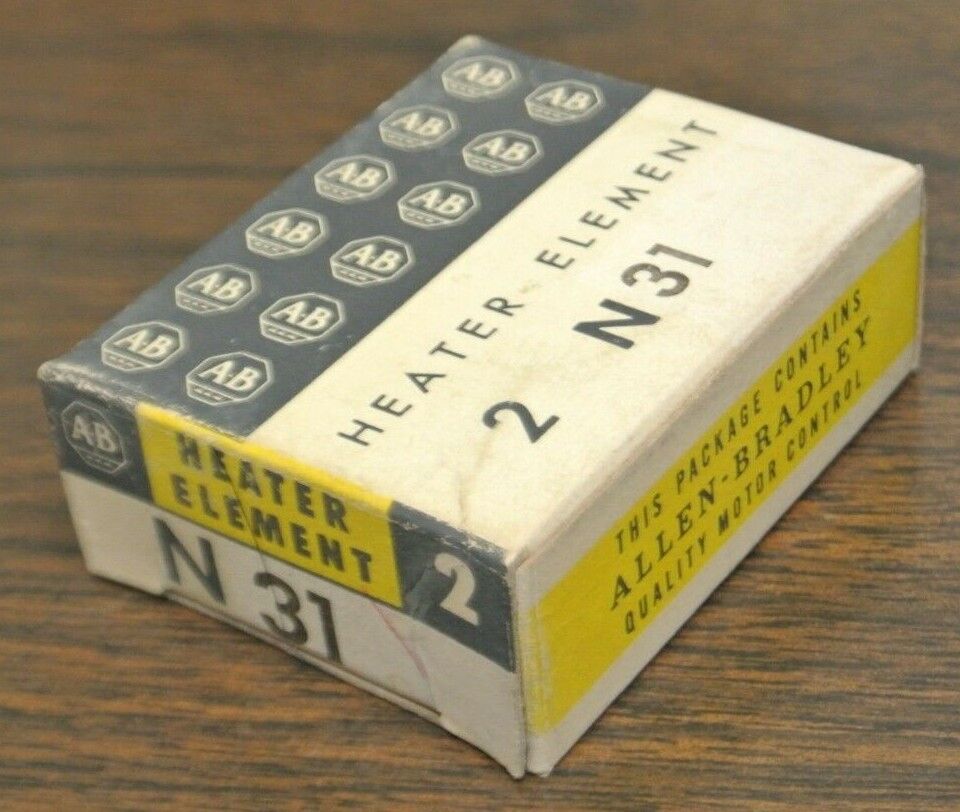 AB AB
AB AB
AB AB
AB AB
AB AB
AB AB
HEATER ELEMENT
2 N31
AB
HEATER
ELEMENT
2
N 31
THIS PACKAGE CONTAINS
ALLEN-BRADLEY
QUALITY MOTOR CONTROL